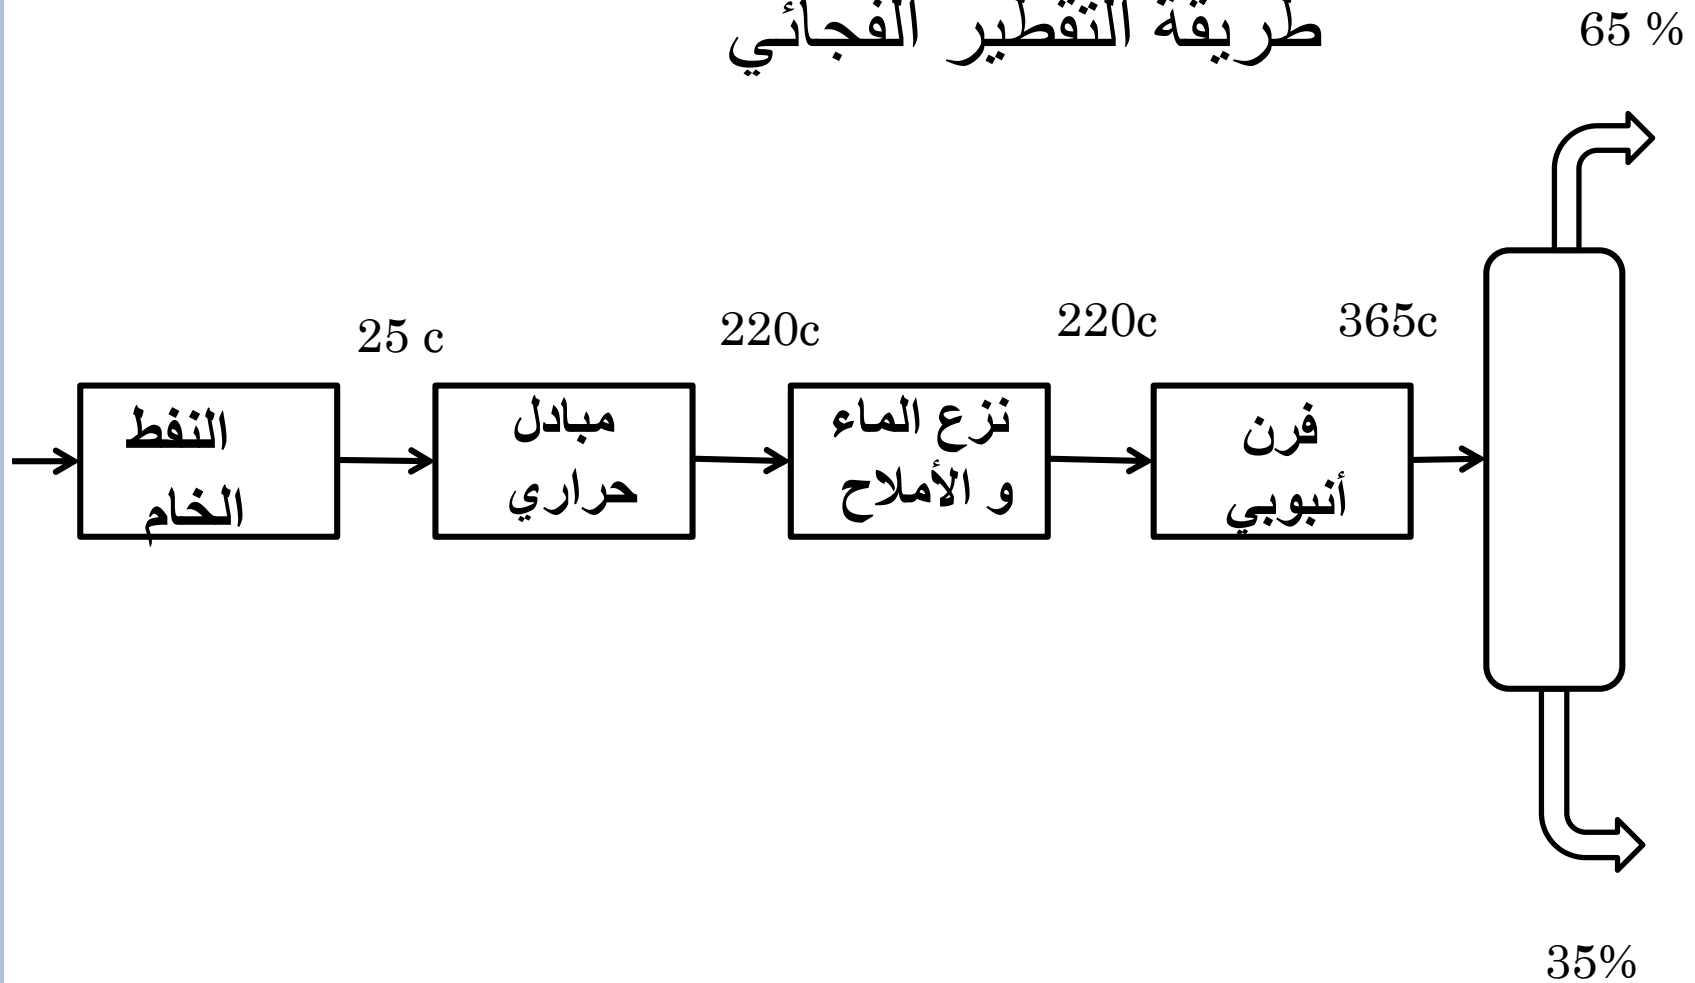 طريقة التقطير الفجائي
65 %
25 c
220c
220c
365c
النفط
الخام
مبادل
حراري
نزع الماء
و الأملاح
فرن
أنبوبي
35%